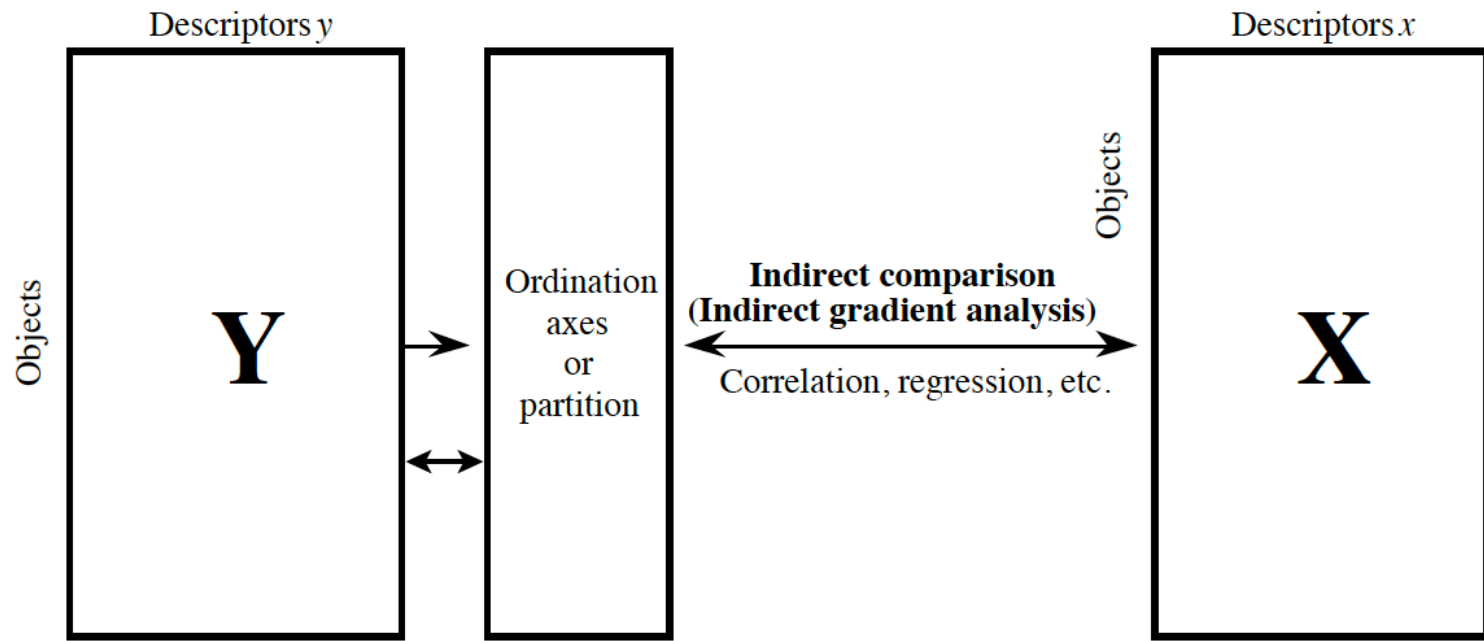 Descriptors y
Descriptors x
Objects
Y
Ordination
axes
or
partition
Indirect comparison
(Indirect gradient analysis)
Correlation, regression, etc.
Objects
X